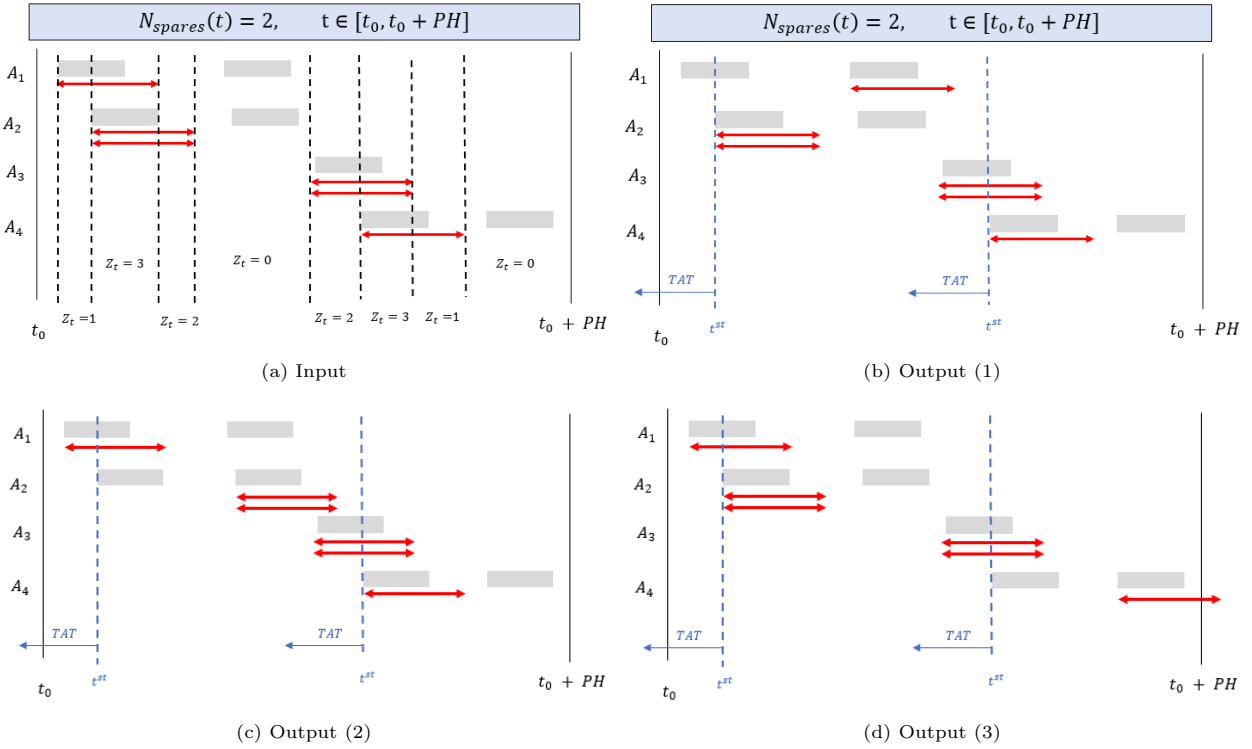 N_spares(t) = 2, t ∈ [t_0, t_0 + PH]
A_1
A_2
A_3
A_4
Z_t = 3
Z_t = 0
Z_t = 0
Z_t =1
Z_t = 2
Z_t = 2
Z_t = 3
Z_t =1
t_0
t_0 + PH
(a) Input
N_spares(t) = 2, t ∈ [t_0, t_0 + PH]
A_1
A_2
A_3
A_4
TAT
TAT
t_0
t^st
t^st
t_0 + PH
(b) Output (1)
A_1
A_2
A_3
A_4
TAT
TAT
t_0
t^st
t^st
t_0 + PH
(c) Output (2)
A_1
A_2
A_3
A_4
TAT
TAT
t_0
t^st
t^st
t_0 + PH
(d) Output (3)